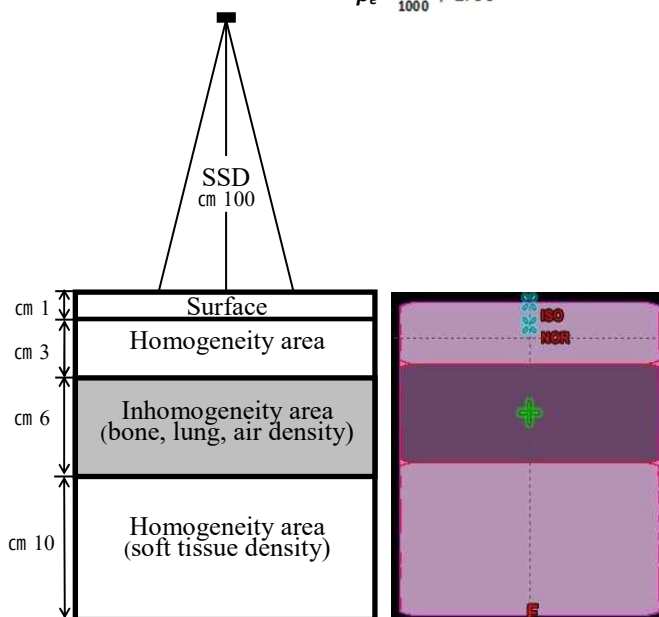 SSD
cm 100
cm 1
Surface
cm 3
Homogeneity area
cm 6
Inhomogeneity area
(bone, lung, air density)
cm 10
Homogeneity area
(soft tissue density)
ISO
NOR
1000